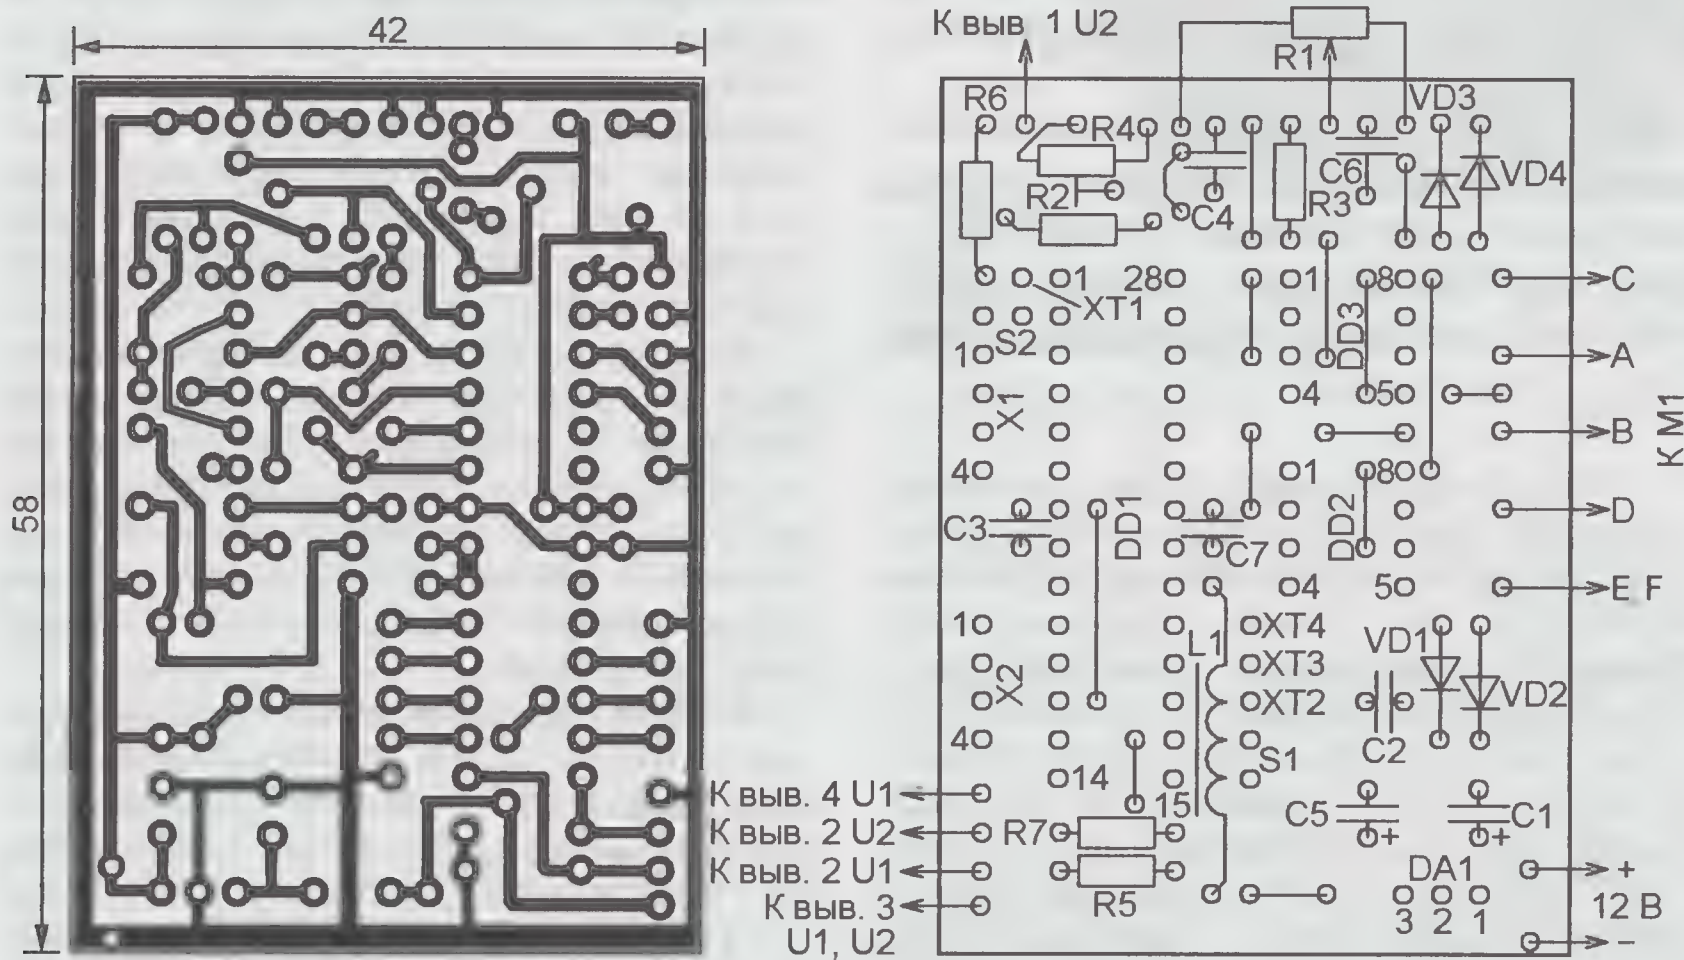 42
58
К выв 1 U2
R1
R6
R4
VD3
R2
C4
R3
C6
VD4
1
28
XT1
1
8
C
S2
DD3
1
A
X1
4
5
B
К М1
4
1
8
C3
DD1
C7
DD2
D
4
5
E F
1
XT4
L1
XT3
VD1
X2
XT2
VD2
4
S1
C2
14
15
К выв. 4 U1
C5
+
+
C1
К выв. 2 U2
R7
К выв. 2 U1
DA1
+
К выв. 3
U1, U2
R5
3 2 1
12 В
−